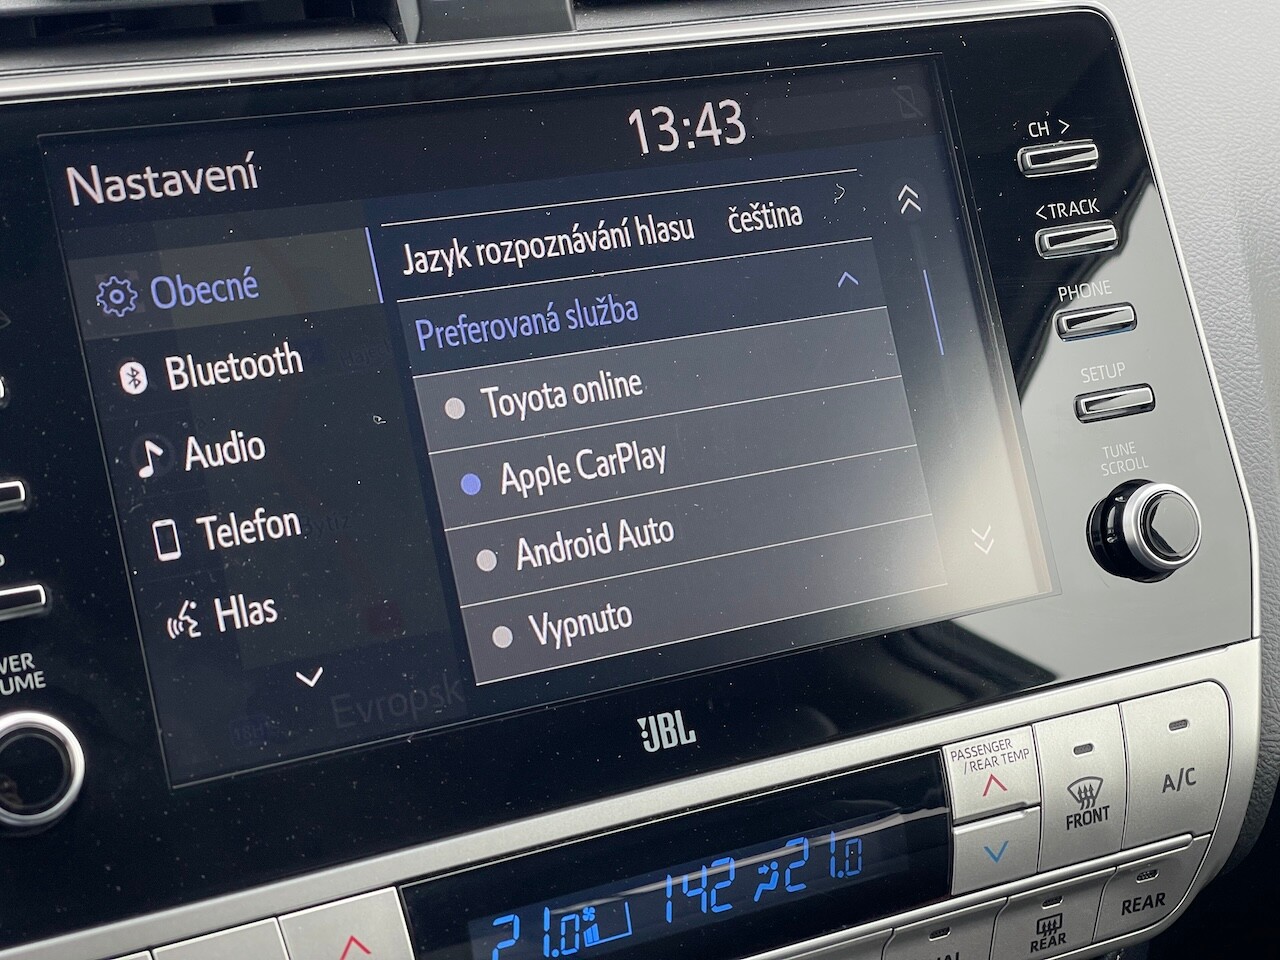 13:43
Nastavení
Jazyk rozpoznávání hlasu čeština
Obecné
Preferovaná služba
Bluetooth
Toyota online
Audio
Apple CarPlay
Telefon
Android Auto
Hlas
Vypnuto
Evropsk
JBL
CH >
< TRACK
PHONE
SETUP
TUNE
SCROLL
PASSENGER
/ REAR TEMP
FRONT
A/C
REAR
REAR
21.0 142 21.0